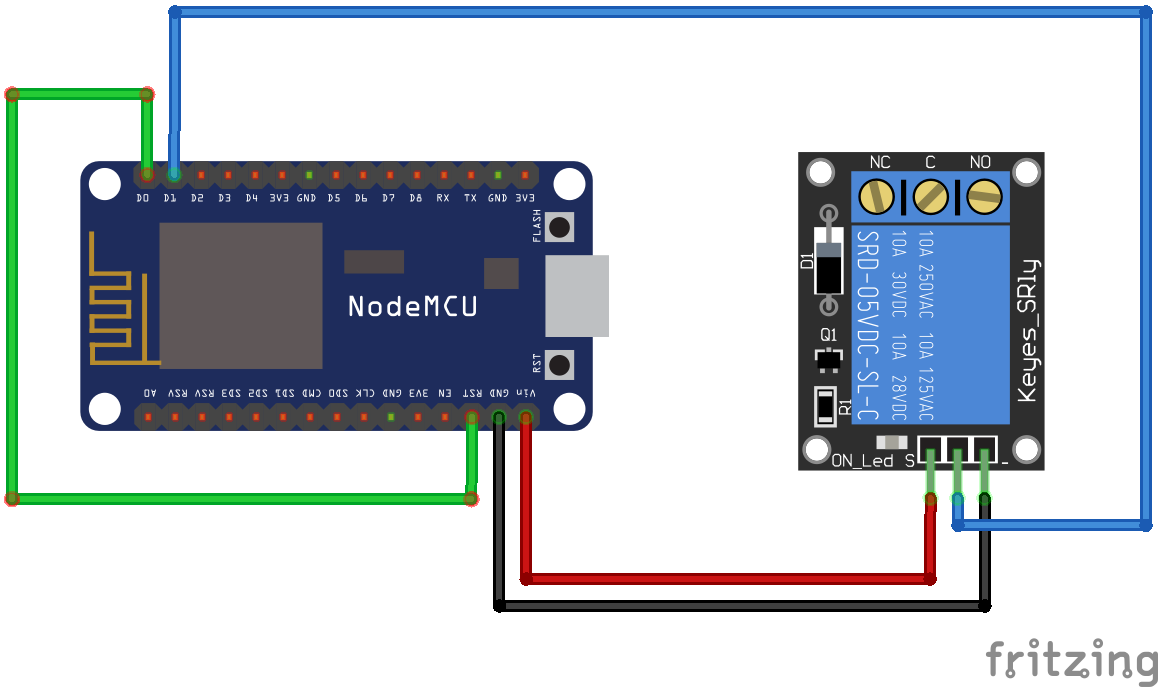 D0 D1 D2 D3 D4 3V3 GND D5 D6 D7 D8 RX TX GND 3V3
FLASH
NodeMCU
RST
A0 RSV RSV SD3 SD2 SD1 CMD SD0 CLK GND 3V3 EN RST GND Vin
NC C NO
D1
Q1
R1
SRD-05VDC-SL-C
10A 30VDC 10A 28VDC
10A 250VAC 10A 125VAC
Keyes_SRly
ON_Led S -
fritzing